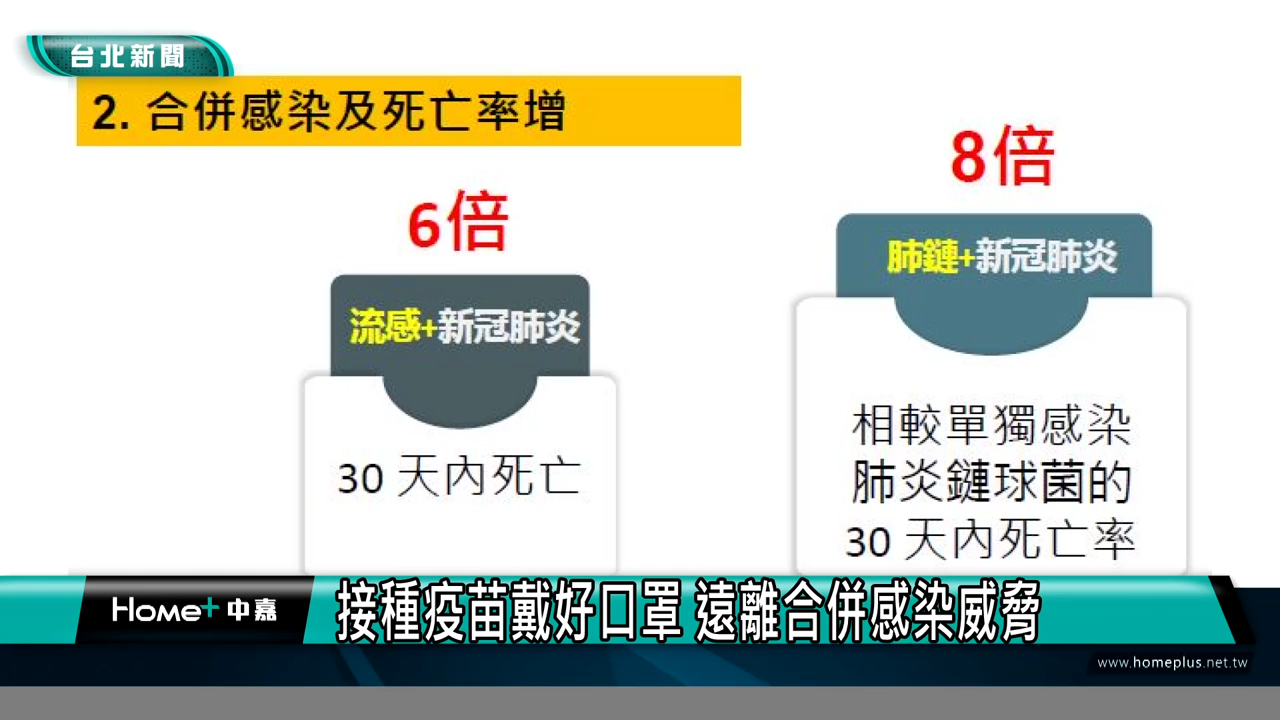 台北新聞
2. 合併感染及死亡率增
6倍
流感+新冠肺炎
30 天內死亡
8倍
肺鏈+新冠肺炎
相較單獨感染
肺炎鏈球菌的
30 天內死亡率
Home+ 中嘉
接種疫苗戴好口罩 遠離合併感染威脅
www.homeplus.net.tw